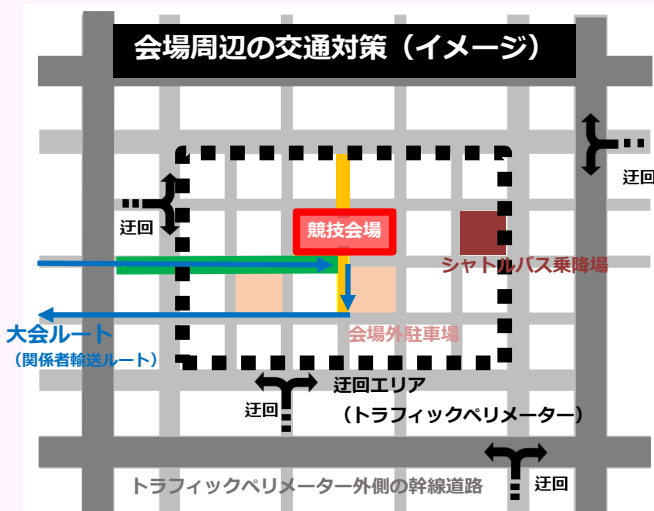 会場周辺の交通対策（イメージ）
迂回
迂回
競技会場
シャトルバス乗降場
大会ルート
（関係者輸送ルート）
会場外駐車場
迂回エリア
（トラフィックペリメーター）
迂回
迂回
トラフィックペリメーター外側の幹線道路